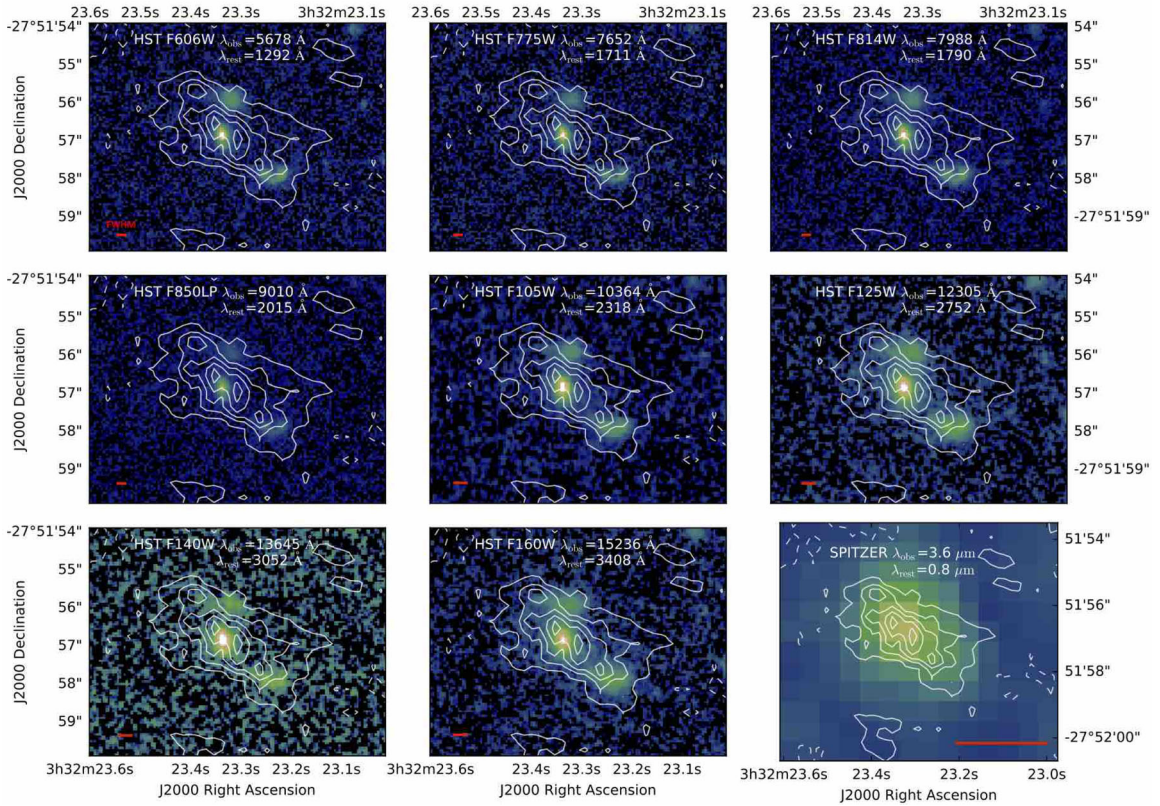 23.6s 23.5s 23.3s 23.2s 3h32m23.1s
23.6s 23.5s 23.3s 23.2s 3h32m23.1s
23.6s 23.5s 23.3s 23.2s 3h32m23.1s
-27°51'54"
55"
56"
57"
58"
59"
J2000 Declination
HST F606W λobs =5678 Å
λrest=1292 Å
FWHM
HST F775W λobs =7652 Å
λrest=1711 Å
HST F814W λobs =7988 Å
λrest=1790 Å
54"
55"
56"
57"
58"
-27°51'59"
-27°51'54"
55"
56"
57"
58"
59"
J2000 Declination
HST F850LP λobs =9010 Å
λrest=2015 Å
HST F105W λobs =10364 Å
λrest=2318 Å
HST F125W λobs =12305 Å
λrest=2752 Å
54"
55"
56"
57"
58"
-27°51'59"
-27°51'54"
55"
56"
57"
58"
59"
J2000 Declination
HST F140W λobs =13645 Å
λrest=3052 Å
HST F160W λobs =15236 Å
λrest=3408 Å
SPITZER λobs =3.6 μm
λrest=0.8 μm
51'54"
51'56"
51'58"
-27°52'00"
3h32m23.6s 23.4s 23.3s 23.2s 23.1s
J2000 Right Ascension
3h32m23.6s 23.4s 23.3s 23.2s 23.1s
J2000 Right Ascension
3h32m23.6s 23.4s 23.2s 23.0s
J2000 Right Ascension